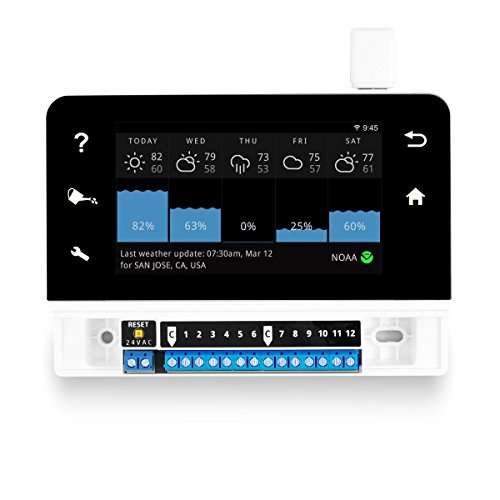 9:45
?
TODAY WED THU FRI SAT
82 79 73 75 77
60 58 53 57 61
82% 63% 0% 25% 60%
Last weather update: 07:30am, Mar 12
for SAN JOSE, CA, USA
NOAA
RESET
24VAC
C 1 2 3 4 5 6 C 7 8 9 10 11 12